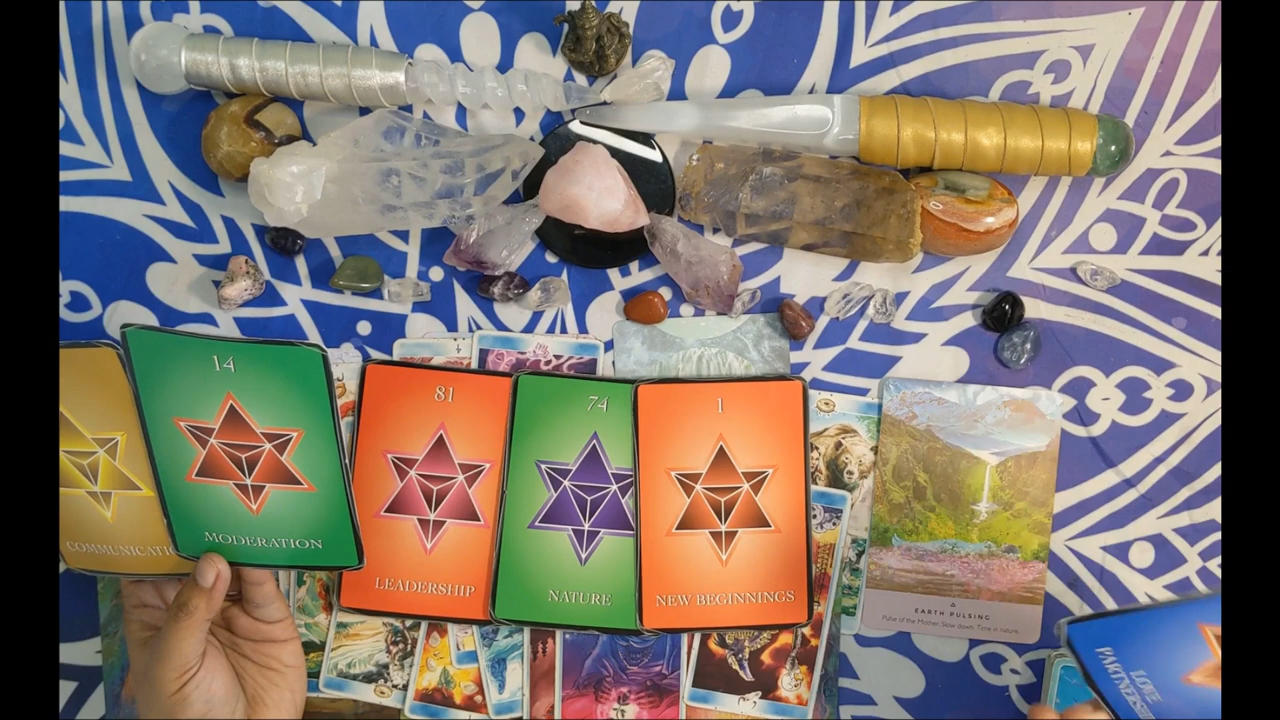 14
MODERATION
COMMUNICATIO
81
LEADERSHIP
74
NATURE
1
NEW BEGINNINGS
EARTH PULSING
Pulse of the Mother. Slow down. Time in nature.
LOVE
PARTNERS